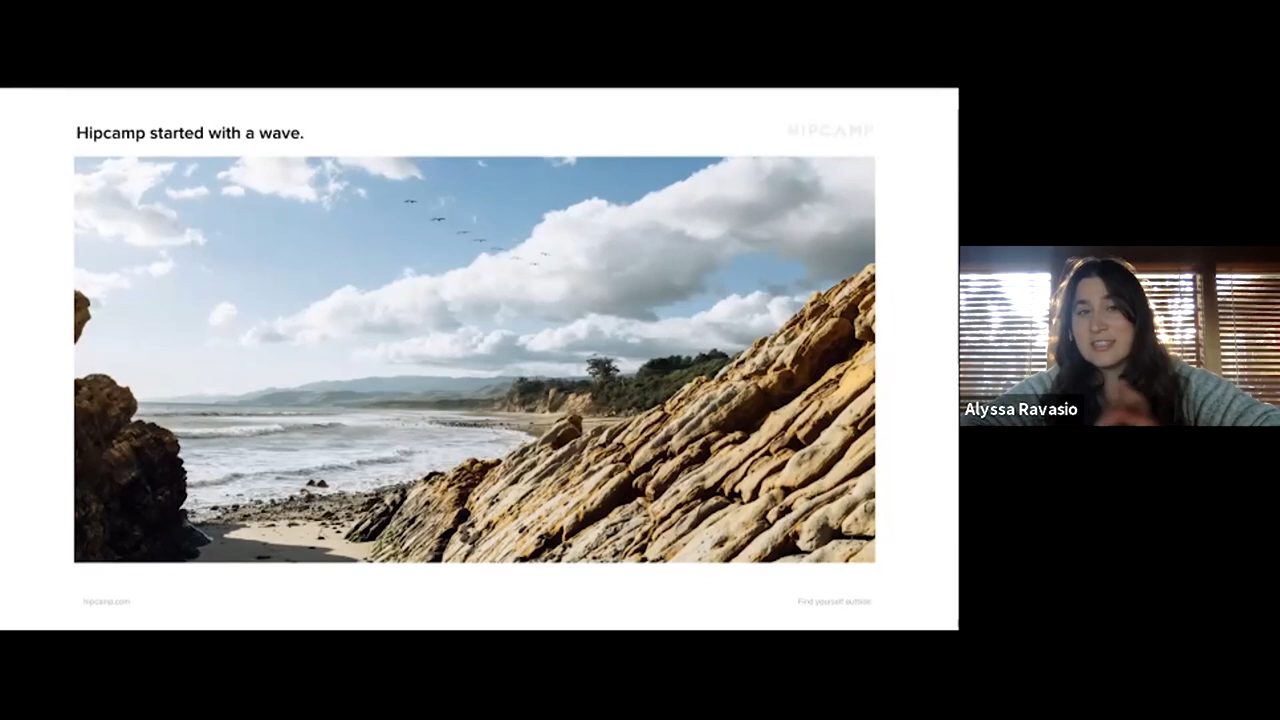 Hipcamp started with a wave.
HIPCAMP
Alyssa Ravasio
hipcamp.com
Find yourself outside